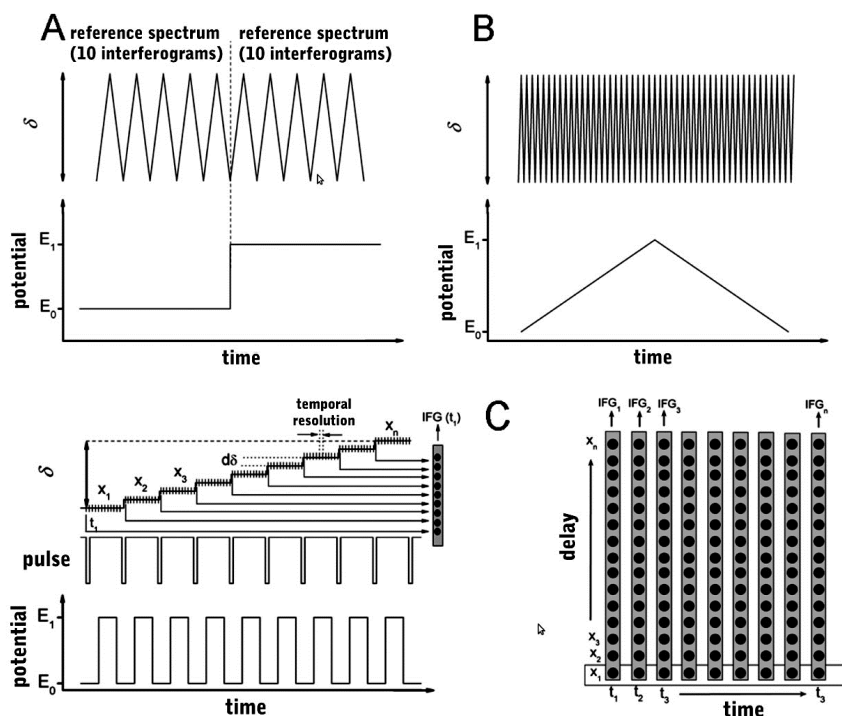 A
reference spectrum
(10 interferograms)
reference spectrum
(10 interferograms)
δ
potential
E1
E0
time
B
δ
potential
E1
E0
time
temporal
resolution
IFG (t1)
xn
dδ
δ
x1
x2
x3
t1
pulse
potential
E1
E0
time
C
IFG1 IFG2 IFG3 IFGn
xn
delay
x3
x2
x1
t1 t2 t3 t3
time